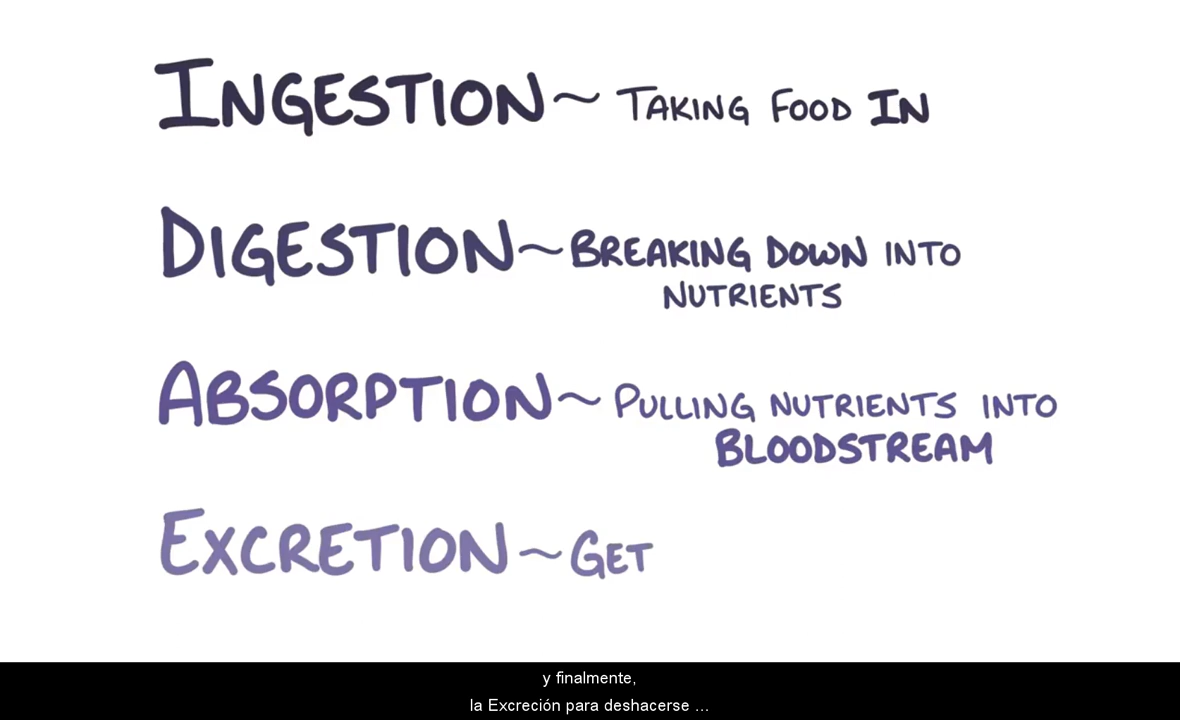 INGESTION ~ TAKING FOOD IN
DIGESTION ~ BREAKING DOWN INTO
NUTRIENTS
ABSORPTION ~ PULLING NUTRIENTS INTO
BLOODSTREAM
EXCRETION ~ GET
y finalmente,
la Excreción para deshacerse ...